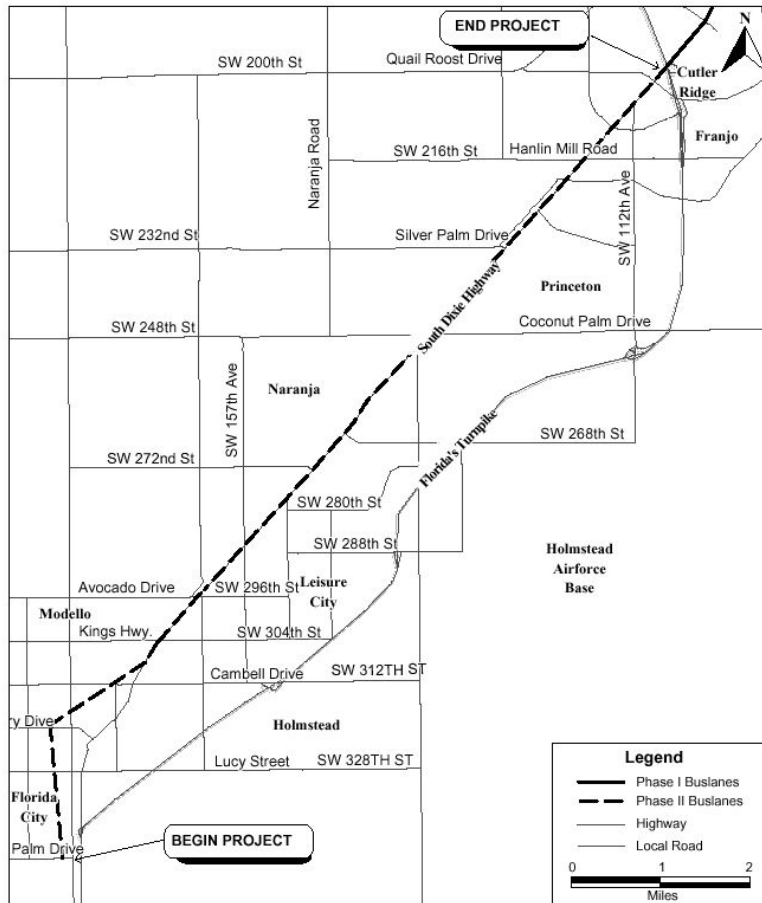 END PROJECT
N
SW 200th St
Quail Roost Drive
Cutler
Ridge
Naranja Road
Franjo
SW 216th St
Hanlin Mill Road
SW 112th Ave
SW 232nd St
Silver Palm Drive
South Dixie Highway
Princeton
SW 248th St
Coconut Palm Drive
SW 157th Ave
Naranja
Florida's Turnpike
SW 268th St
SW 272nd St
SW 280th St
SW 288th St
Holmstead
Airforce
Base
Avocado Drive
SW 296th St
Leisure
City
Modello
Kings Hwy.
SW 304th St
Cambell Drive
SW 312TH ST
ry Dive
Holmstead
Lucy Street
SW 328TH ST
Florida
City
Palm Drive
BEGIN PROJECT
Legend
Phase I Buslanes
Phase II Buslanes
Highway
Local Road
0 1 2
Miles